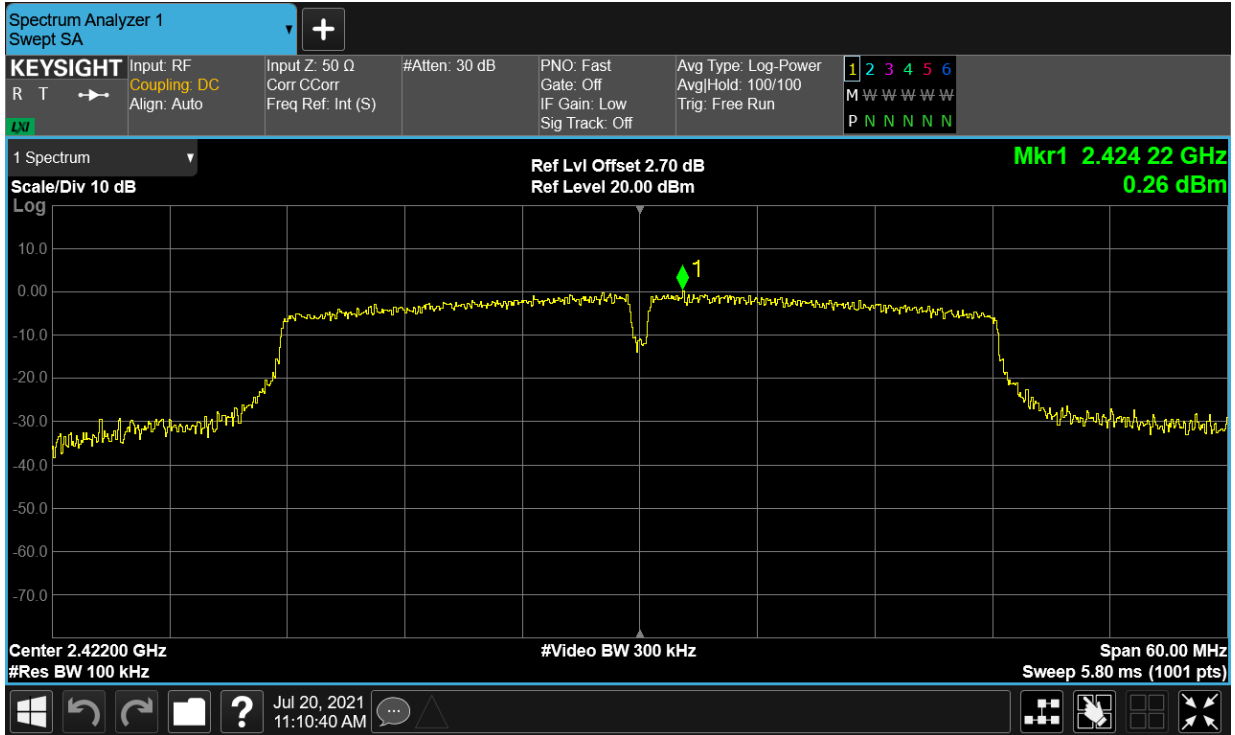 Spectrum Analyzer 1
Swept SA
▼
+
KEYSIGHT
R T
LXI
Input: RF
Coupling: DC
Align: Auto
Input Z: 50 Ω
Corr CCorr
Freq Ref: Int (S)
#Atten: 30 dB
PNO: Fast
Gate: Off
IF Gain: Low
Sig Track: Off
Avg Type: Log-Power
Avg|Hold: 100/100
Trig: Free Run
1 2 3 4 5 6
M W W W W W
P N N N N N
1 Spectrum
▼
Scale/Div 10 dB
Log
Ref Lvl Offset 2.70 dB
Ref Level 20.00 dBm
Mkr1 2.424 22 GHz
0.26 dBm
10.0
0.00
1
-10.0
-20.0
-30.0
-40.0
-50.0
-60.0
-70.0
Center 2.42200 GHz
#Res BW 100 kHz
#Video BW 300 kHz
Span 60.00 MHz
Sweep 5.80 ms (1001 pts)
?
Jul 20, 2021
11:10:40 AM